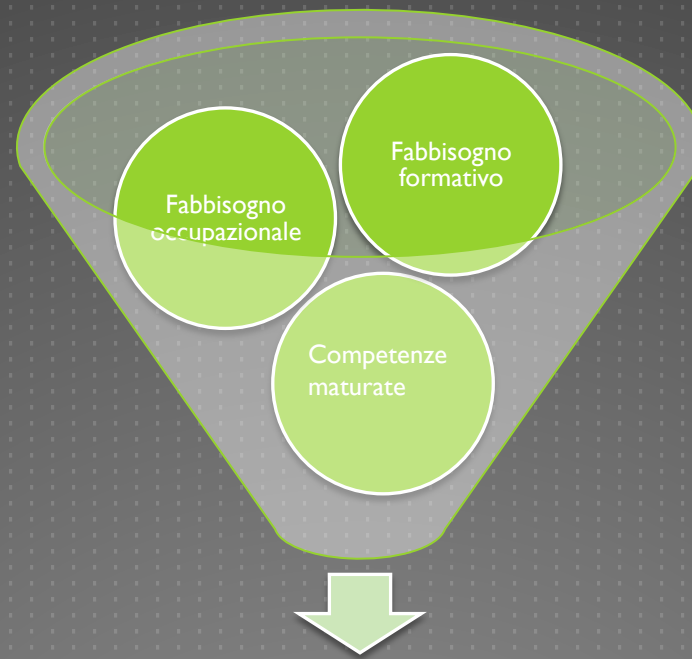 Fabbisogno
formativo
Fabbisogno
occupazionale
Competenze
maturate